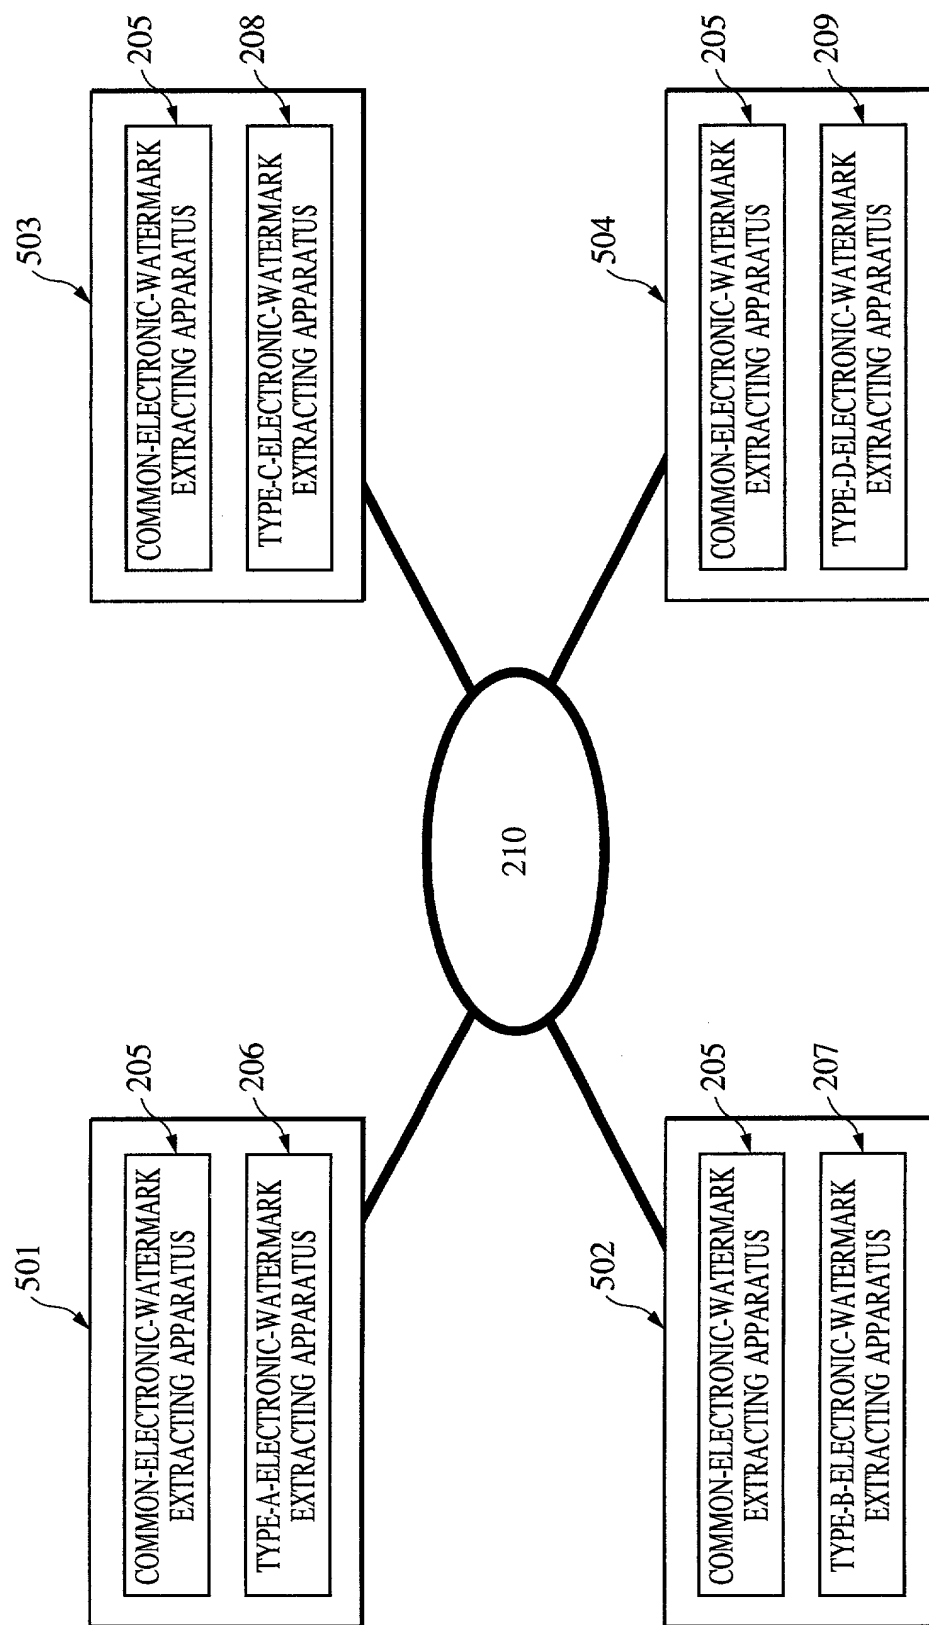 501
COMMON-ELECTRONIC-WATERMARK
EXTRACTING APPARATUS
205
TYPE-A-ELECTRONIC-WATERMARK
EXTRACTING APPARATUS
206
503
COMMON-ELECTRONIC-WATERMARK
EXTRACTING APPARATUS
205
TYPE-C-ELECTRONIC-WATERMARK
EXTRACTING APPARATUS
208
210
502
COMMON-ELECTRONIC-WATERMARK
EXTRACTING APPARATUS
205
TYPE-B-ELECTRONIC-WATERMARK
EXTRACTING APPARATUS
207
504
COMMON-ELECTRONIC-WATERMARK
EXTRACTING APPARATUS
205
TYPE-D-ELECTRONIC-WATERMARK
EXTRACTING APPARATUS
209